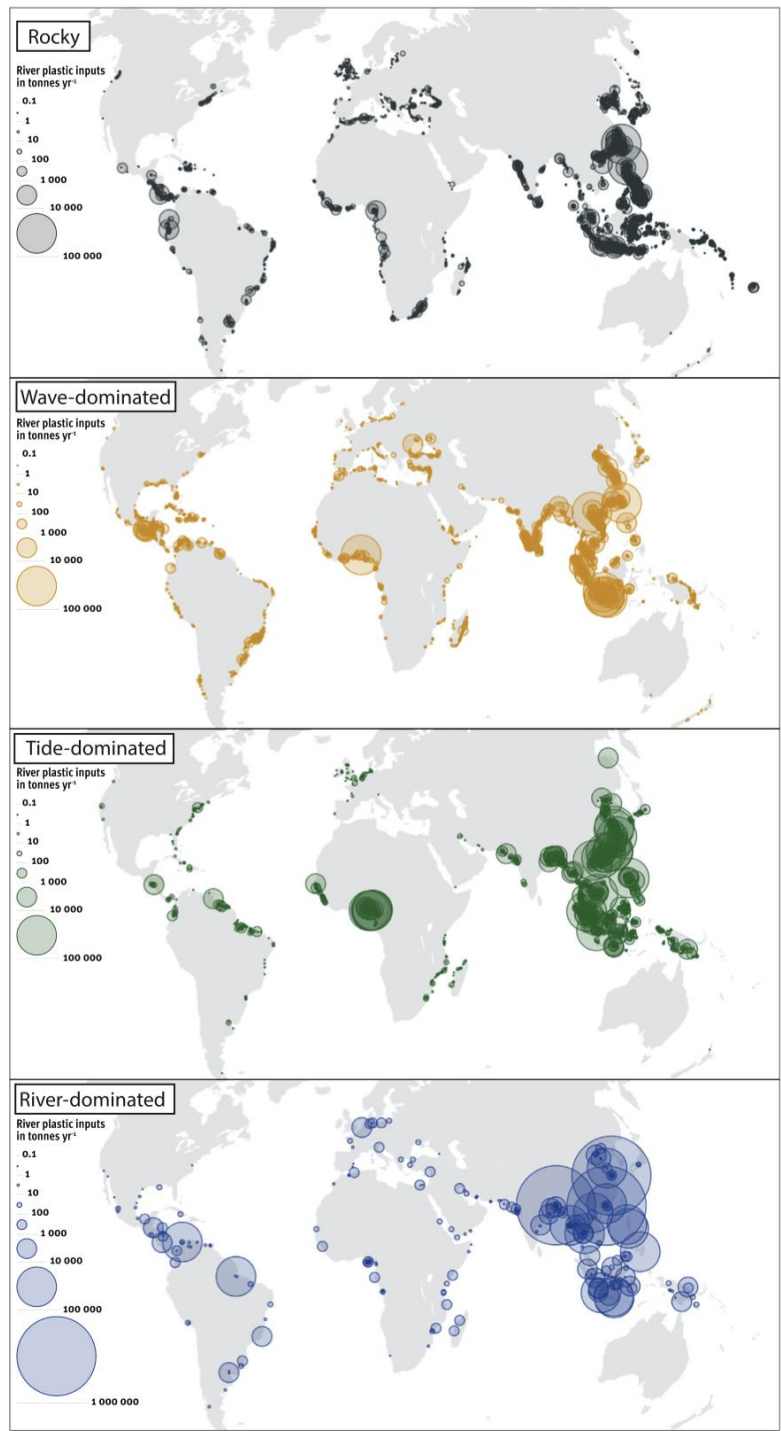 Rocky
River plastic inputs
in tonnes yr⁻¹
0.1
1
10
100
1 000
10 000
100 000
Wave-dominated
River plastic inputs
in tonnes yr⁻¹
0.1
1
10
100
1 000
10 000
100 000
Tide-dominated
River plastic inputs
in tonnes yr⁻¹
0.1
1
10
100
1 000
10 000
100 000
River-dominated
River plastic inputs
in tonnes yr⁻¹
0.1
1
10
100
1 000
10 000
100 000
1 000 000